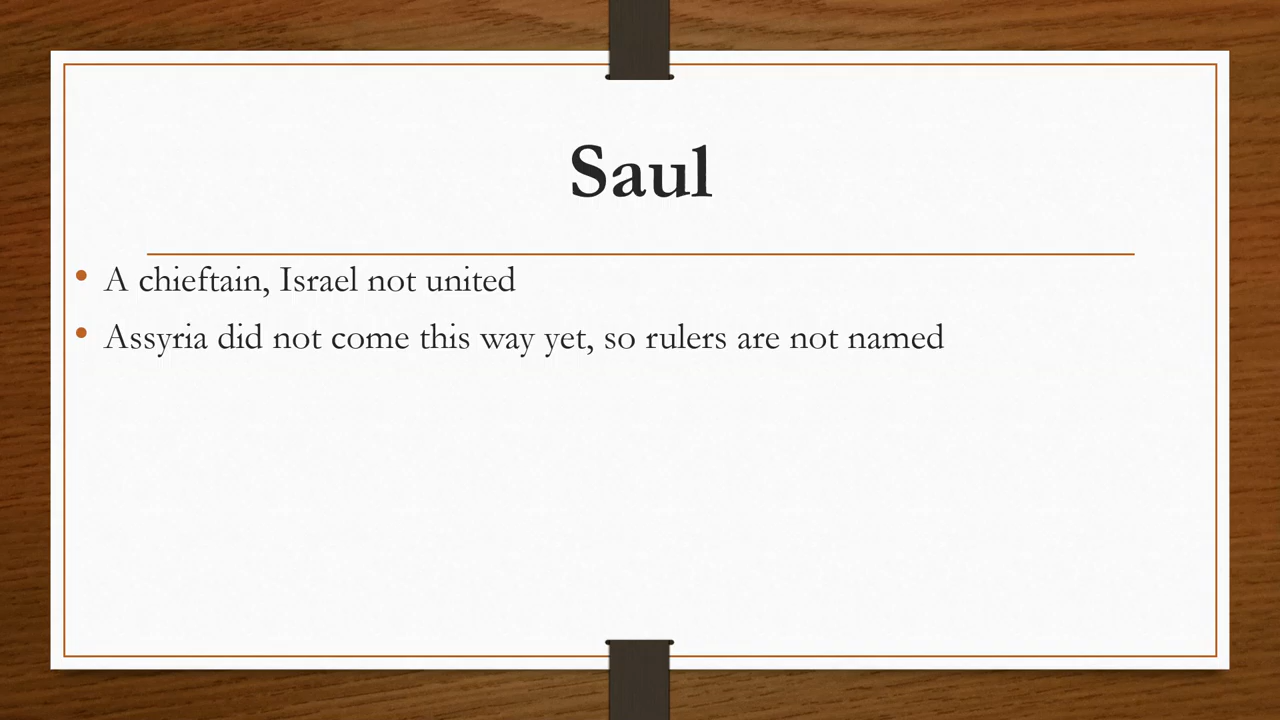 Saul
• A chieftain, Israel not united
• Assyria did not come this way yet, so rulers are not named